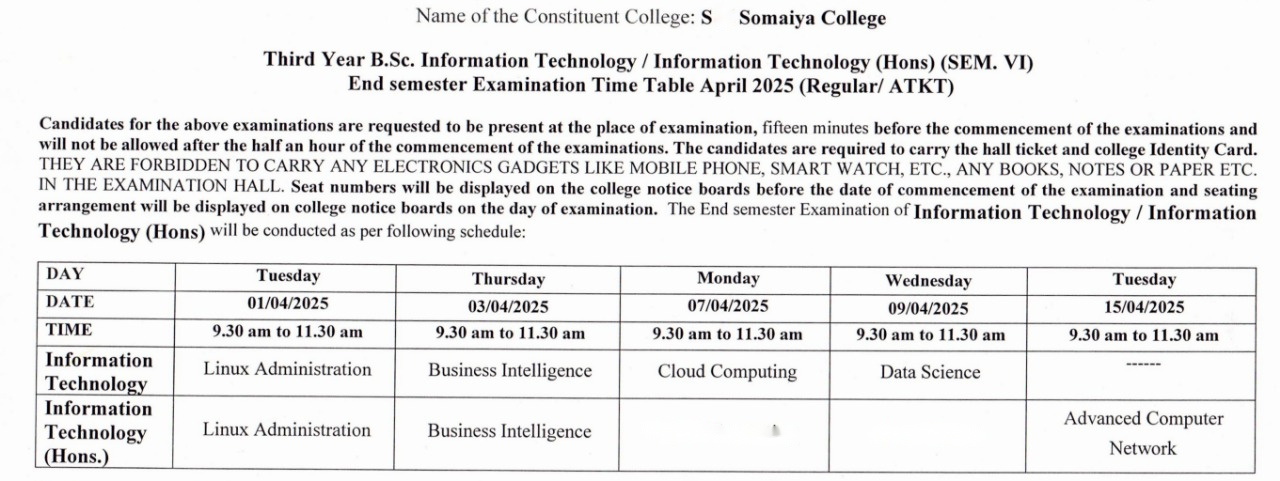 Name of the Constituent College: S Somaiya College
Third Year B.Sc. Information Technology / Information Technology (Hons) (SEM. VI)
End semester Examination Time Table April 2025 (Regular/ ATKT)
Candidates for the above examinations are requested to be present at the place of examination, fifteen minutes before the commencement of the examinations and
will not be allowed after the half an hour of the commencement of the examinations. The candidates are required to carry the hall ticket and college Identity Card.
THEY ARE FORBIDDEN TO CARRY ANY ELECTRONICS GADGETS LIKE MOBILE PHONE, SMART WATCH, ETC., ANY BOOKS, NOTES OR PAPER ETC.
IN THE EXAMINATION HALL. Seat numbers will be displayed on the college notice boards before the date of commencement of the examination and seating
arrangement will be displayed on college notice boards on the day of examination. The End semester Examination of Information Technology / Information
Technology (Hons) will be conducted as per following schedule:
DAY Tuesday Thursday Monday Wednesday Tuesday
DATE 01/04/2025 03/04/2025 07/04/2025 09/04/2025 15/04/2025
TIME 9.30 am to 11.30 am 9.30 am to 11.30 am 9.30 am to 11.30 am 9.30 am to 11.30 am 9.30 am to 11.30 am
Information
Technology Linux Administration Business Intelligence Cloud Computing Data Science ------
Information
Technology
(Hons.) Linux Administration Business Intelligence Advanced Computer
Network